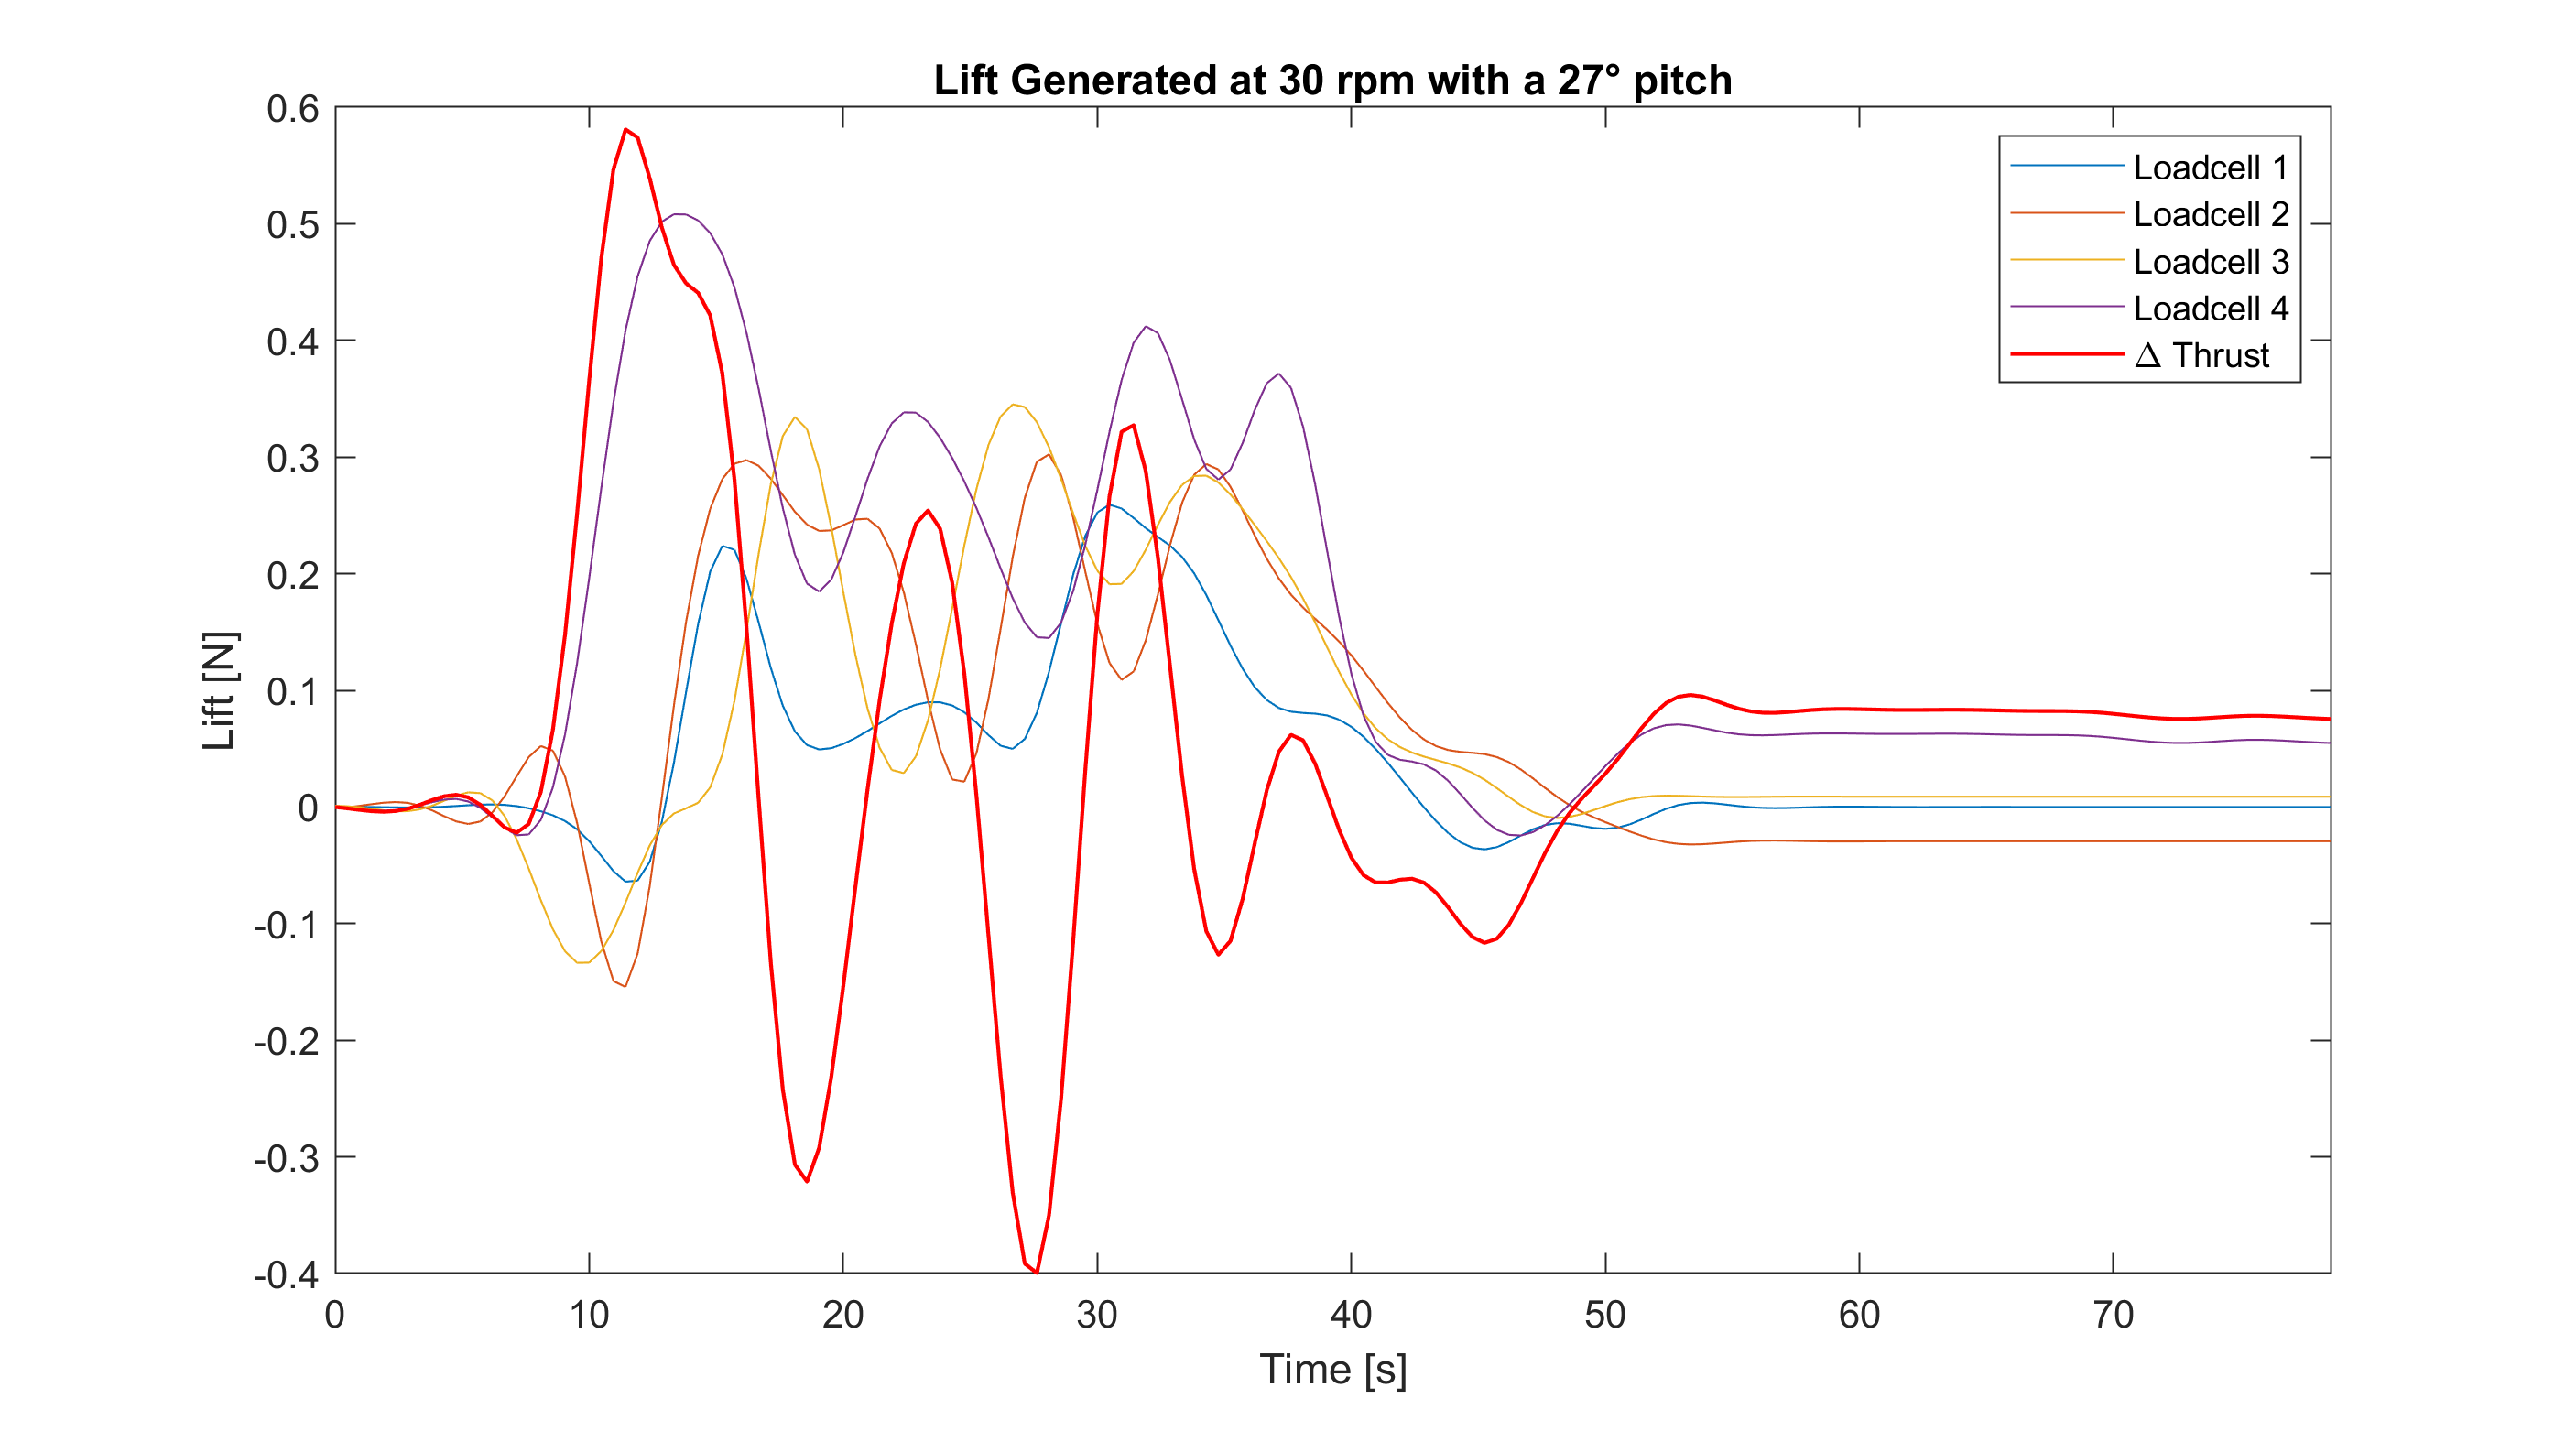 Lift Generated at 30 rpm with a 27° pitch
0.6
0.5
0.4
0.3
0.2
0.1
0
-0.1
-0.2
-0.3
-0.4
Lift [N]
0 10 20 30 40 50 60 70
Time [s]
Loadcell 1
Loadcell 2
Loadcell 3
Loadcell 4
Δ Thrust